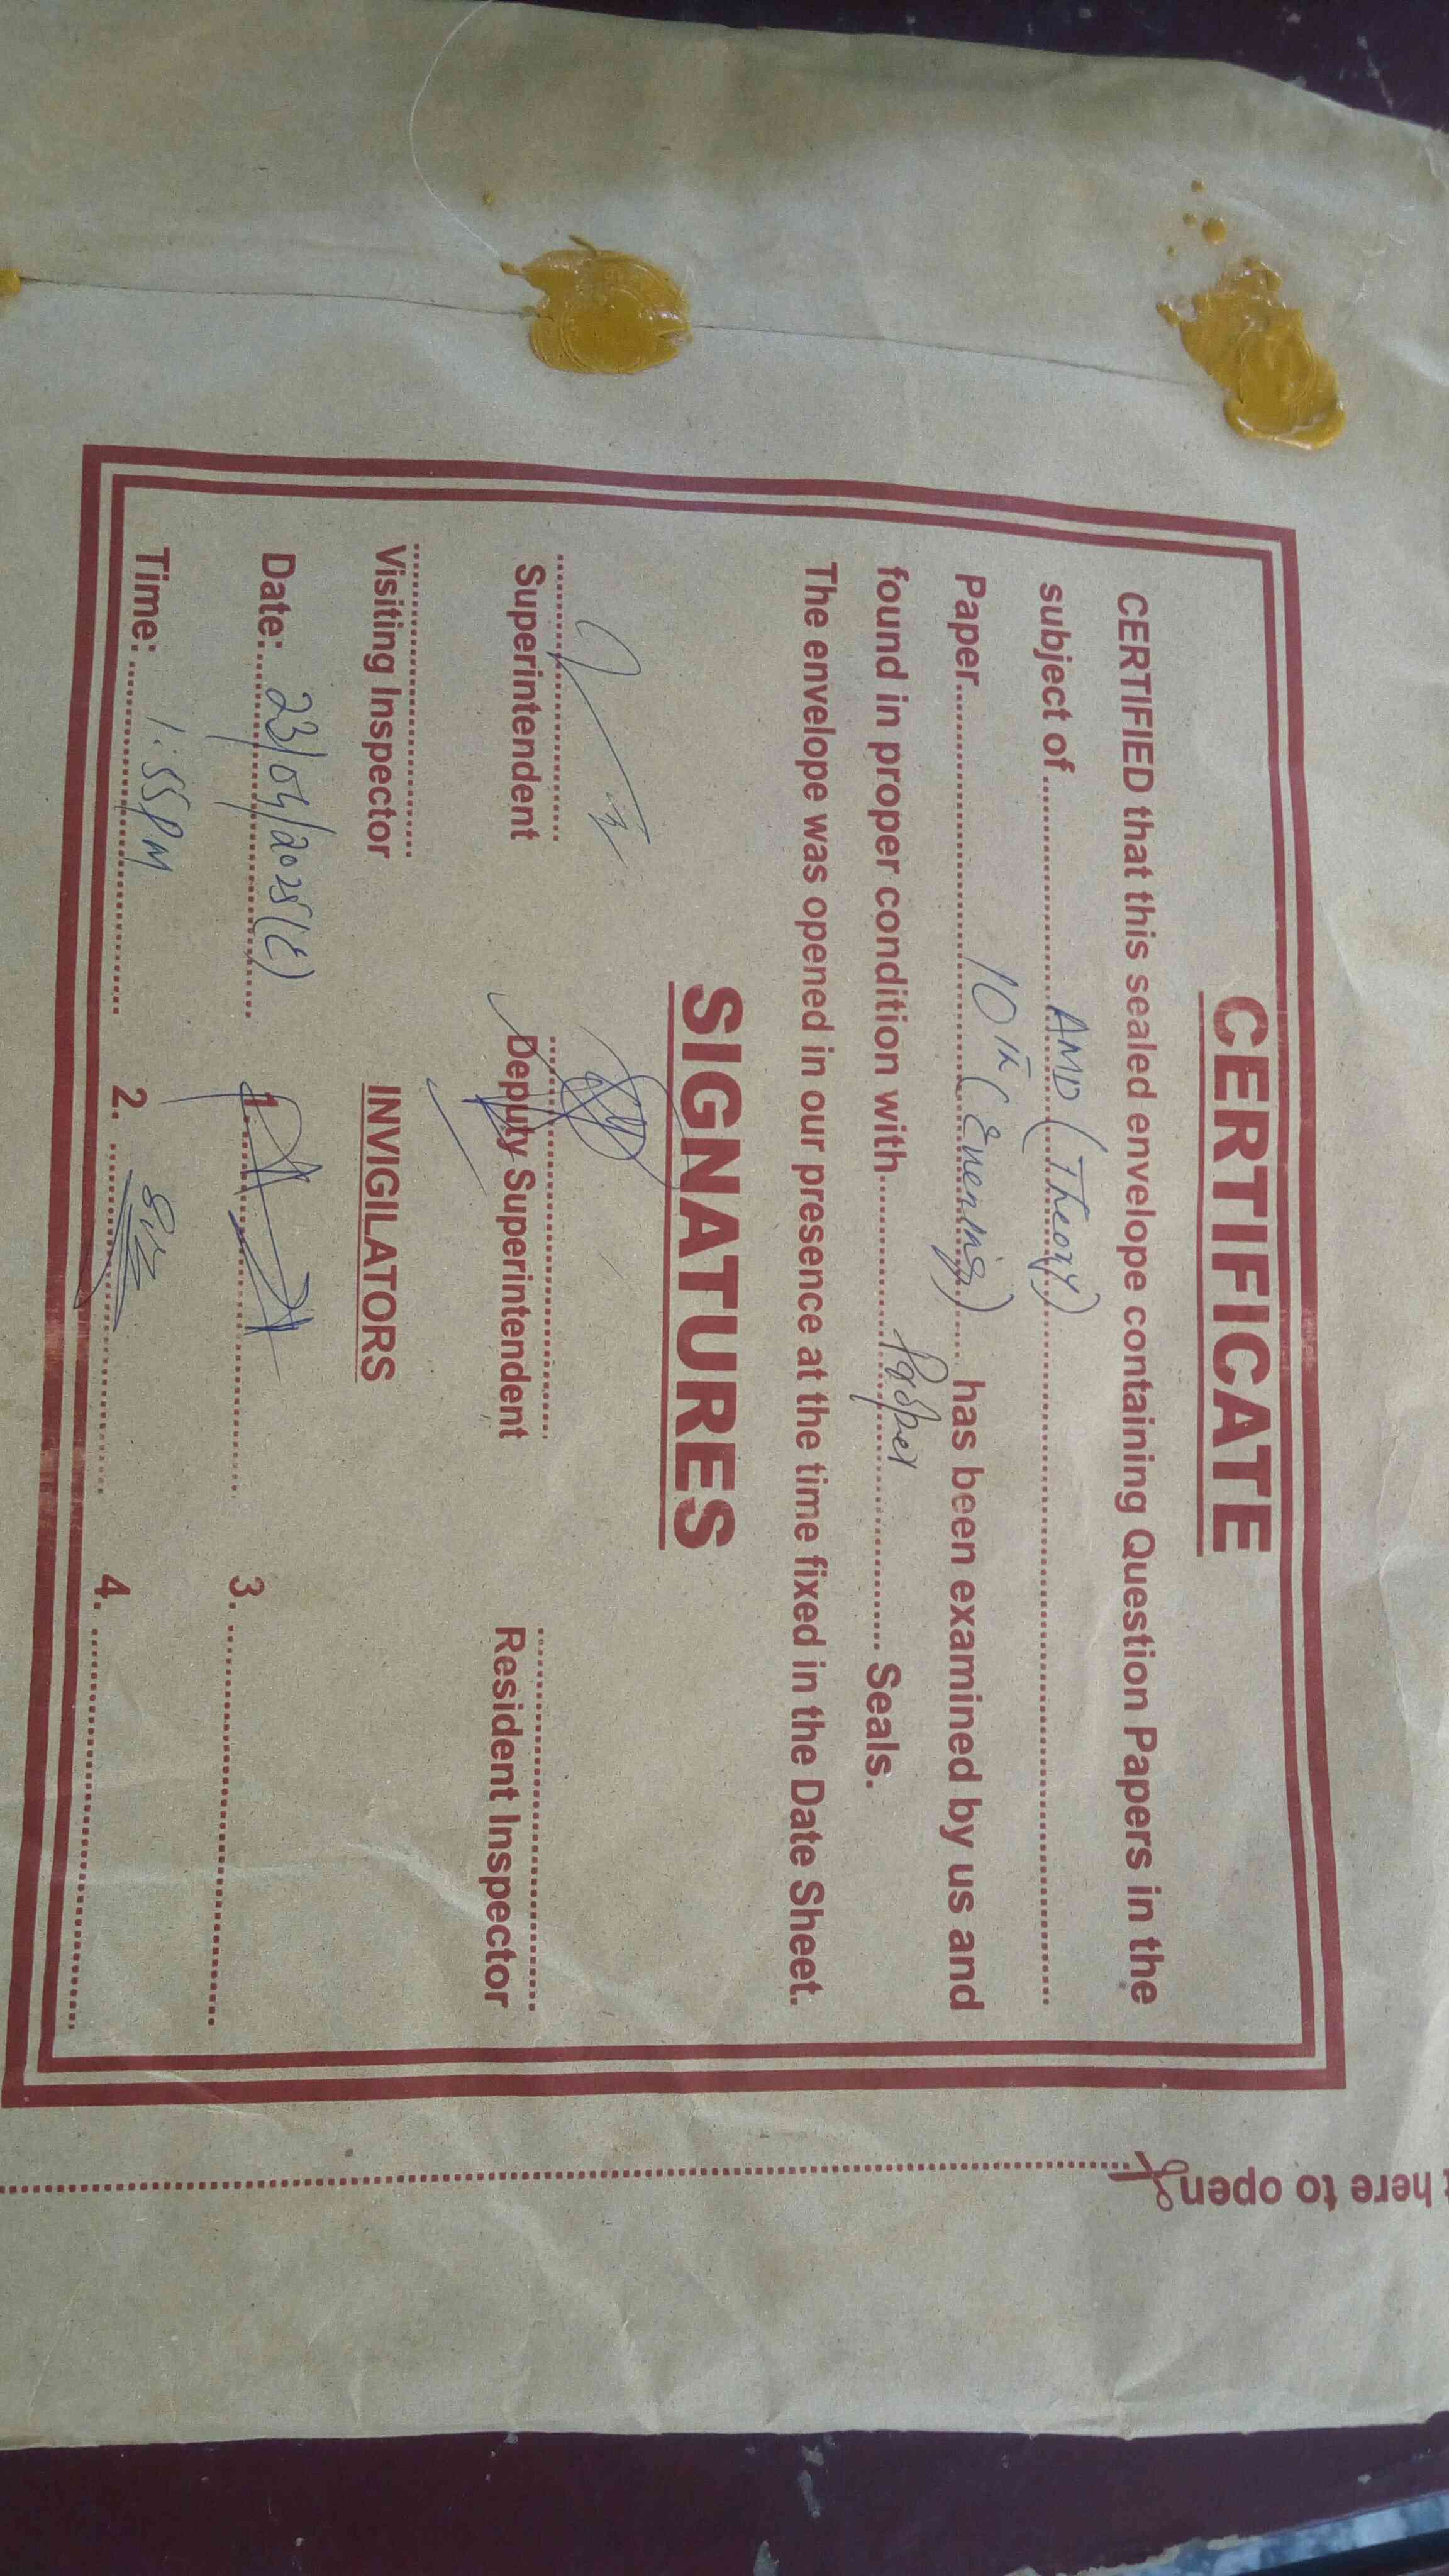 CERTIFICATE
CERTIFIED that this sealed envelope containing Question Papers in the
subject of AMD (Theory)
Paper 10th (Evening) has been examined by us and
found in proper condition with Seals.
The envelope was opened in our presence at the time fixed in the Date Sheet.
SIGNATURES
Superintendent Deputy Superintendent Resident Inspector
Visiting Inspector INVIGILATORS
Date: 23/04/2025 (E) 1. 3.
Time: 1:55 PM 2. 4.
here to open